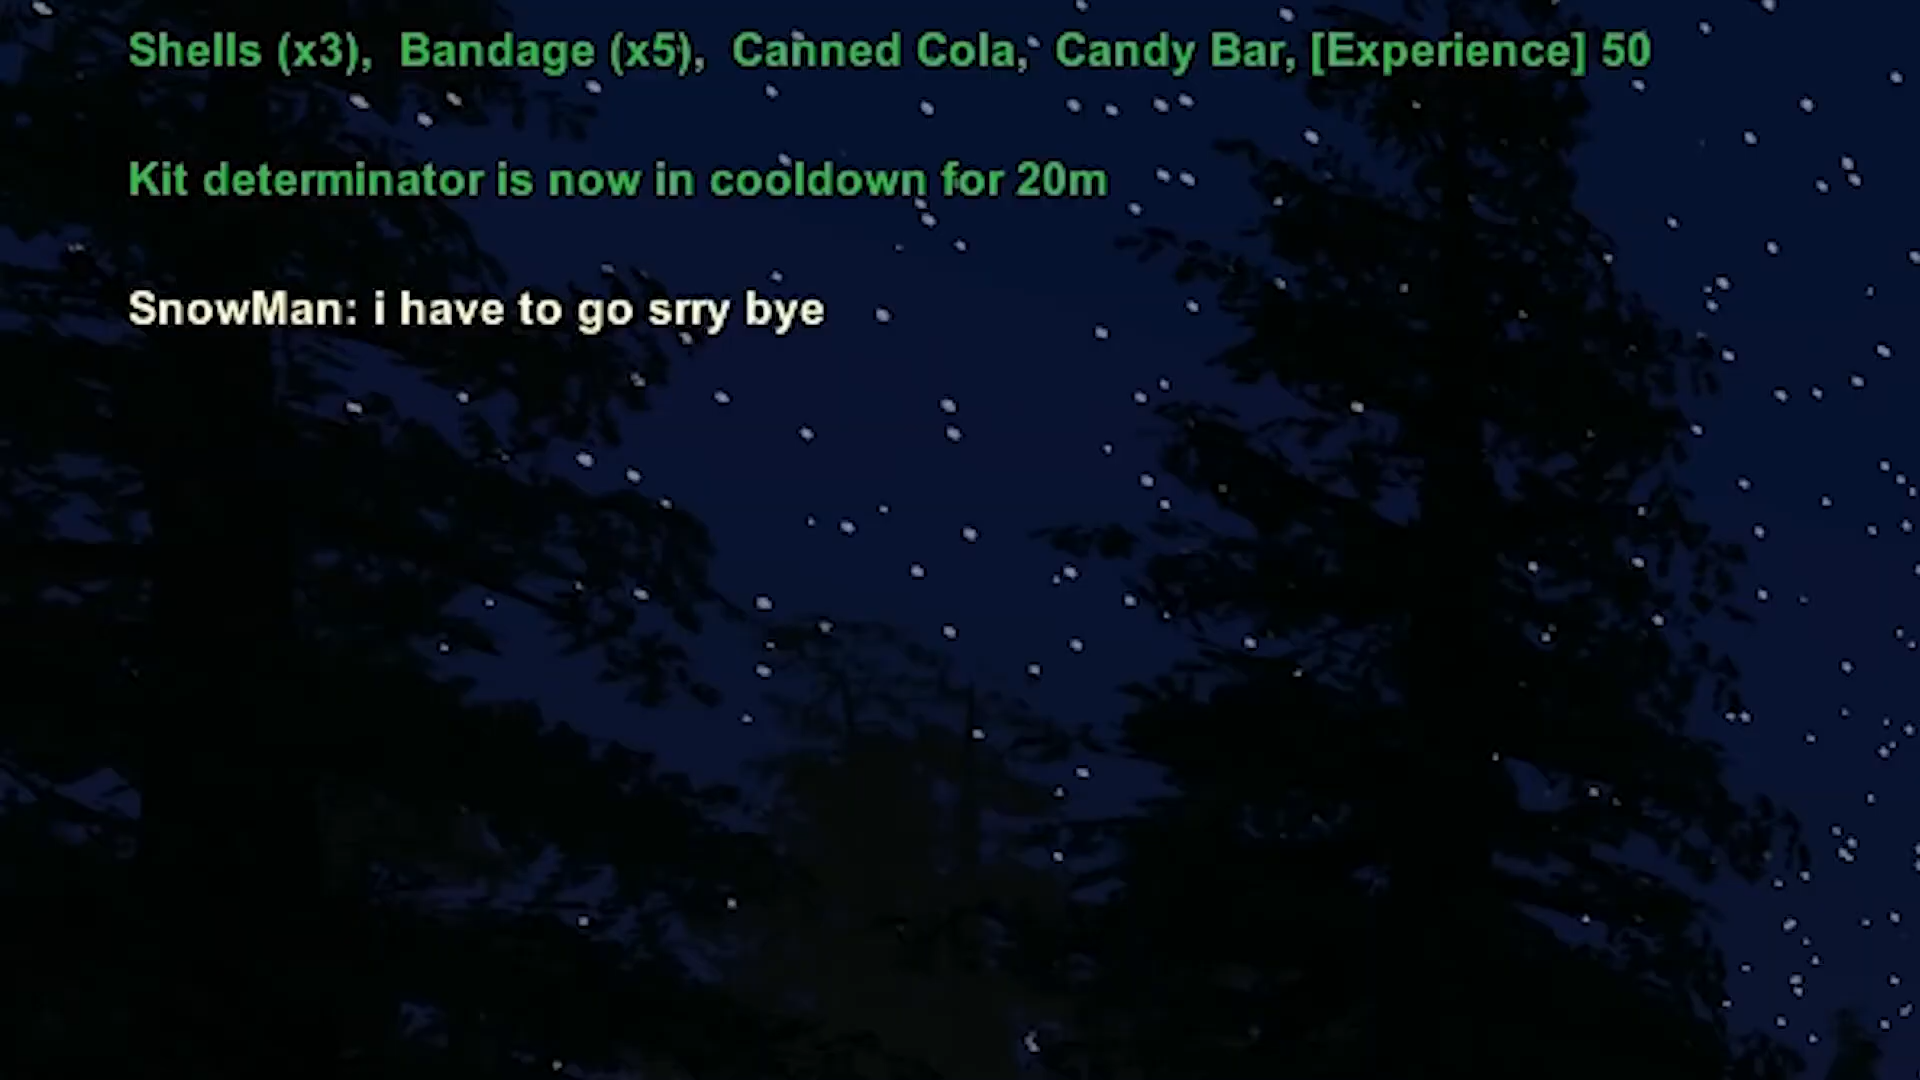 Shells (x3), Bandage (x5), Canned Cola, Candy Bar, [Experience] 50
Kit determinator is now in cooldown for 20m
SnowMan: i have to go srry bye